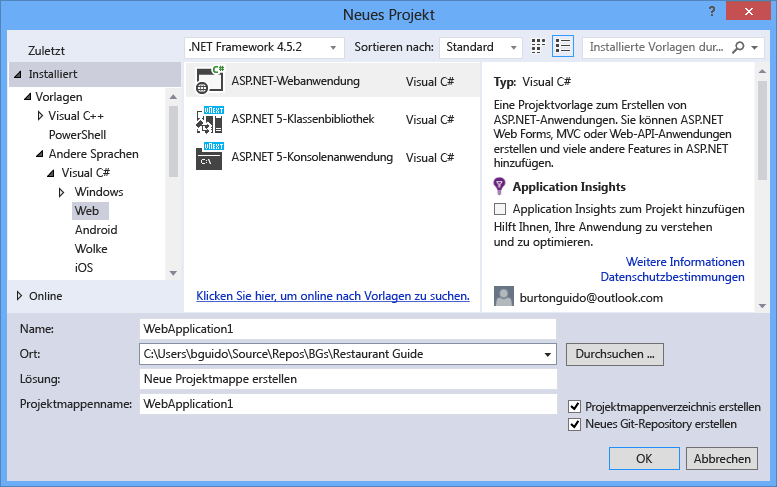 Neues Projekt
?
Zuletzt
.NET Framework 4.5.2
Sortieren nach:
Standard
Installierte Vorlagen dur...
Installiert
Vorlagen
Visual C++
PowerShell
Andere Sprachen
Visual C#
Windows
Web
Android
Wolke
iOS
Online
C#
ASP.NET-Webanwendung
Visual C#
vNEXT
ASP.NET 5-Klassenbibliothek
Visual C#
vNEXT
C:\
ASP.NET 5-Konsolenanwendung
Visual C#
Klicken Sie hier, um online nach Vorlagen zu suchen.
Typ: Visual C#
Eine Projektvorlage zum Erstellen von
ASP.NET-Anwendungen. Sie können ASP.NET
Web Forms, MVC oder Web-API-Anwendungen
erstellen und viele andere Features in ASP.NET
hinzufügen.
Application Insights
Application Insights zum Projekt hinzufügen
Hilft Ihnen, Ihre Anwendung zu verstehen
und zu optimieren.
Weitere Informationen
Datenschutzbestimmungen
burtonguido@outlook.com
Name:
WebApplication1
Ort:
C:\Users\bguido\Source\Repos\BGs\Restaurant Guide
Durchsuchen ...
Lösung:
Neue Projektmappe erstellen
Projektmappenname:
WebApplication1
Projektmappenverzeichnis erstellen
Neues Git-Repository erstellen
OK
Abbrechen